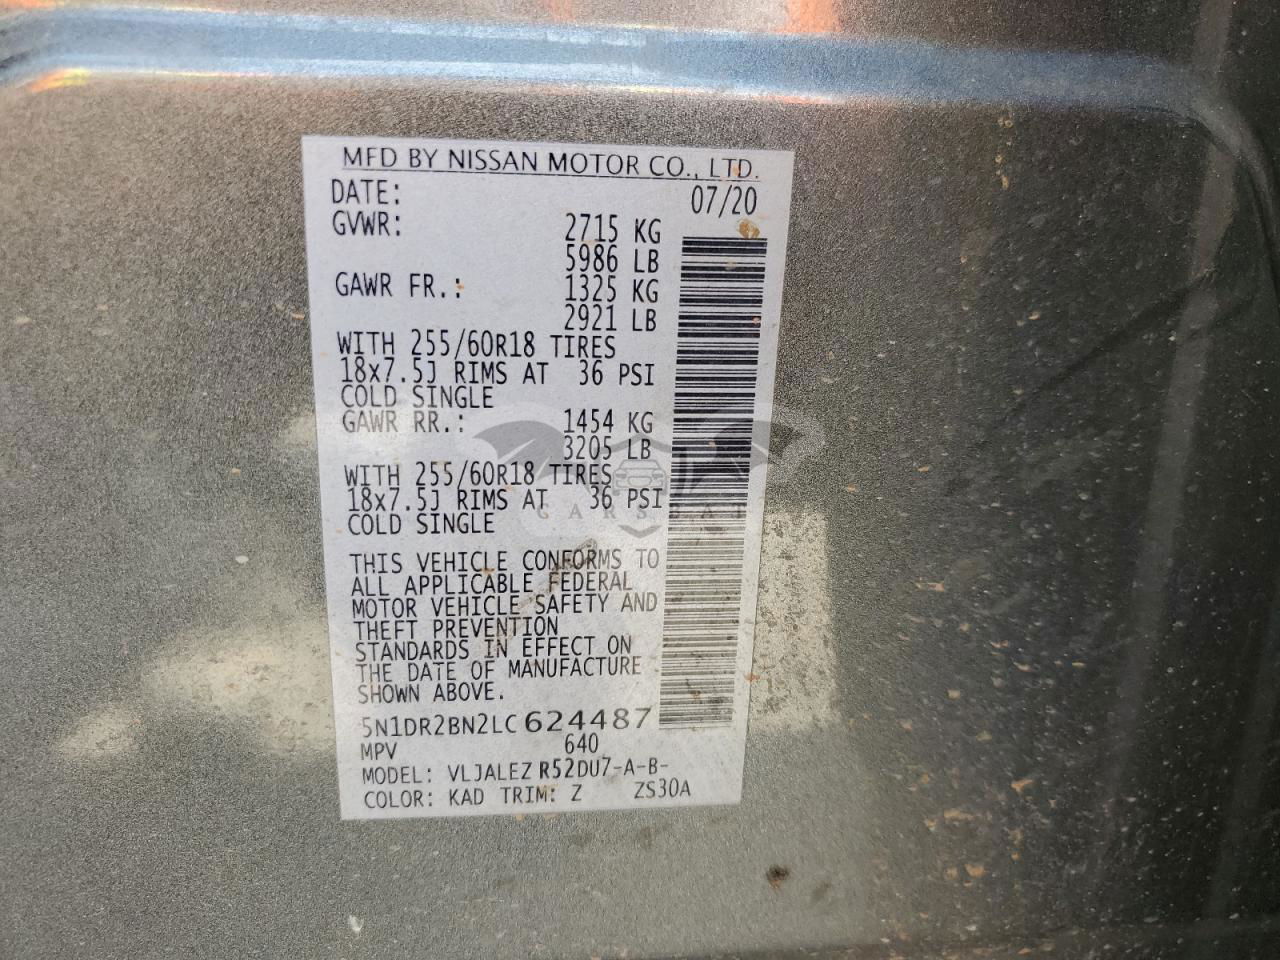 MFD BY NISSAN MOTOR CO., LTD.
DATE: 07/20
GVWR: 2715 KG
5986 LB
GAWR FR.: 1325 KG
2921 LB
WITH 255/60R18 TIRES
18x7.5J RIMS AT 36 PSI
COLD SINGLE
GAWR RR.: 1454 KG
3205 LB
WITH 255/60R18 TIRES
18x7.5J RIMS AT 36 PSI
CARSBAT
COLD SINGLE
THIS VEHICLE CONFORMS TO
ALL APPLICABLE FEDERAL
MOTOR VEHICLE SAFETY AND
THEFT PREVENTION
STANDARDS IN EFFECT ON
THE DATE OF MANUFACTURE
SHOWN ABOVE.
5N1DR2BN2LC624487
MPV 640
MODEL: VLJALEZ R52DU7-A-B-
COLOR: KAD TRIM: Z ZS30A